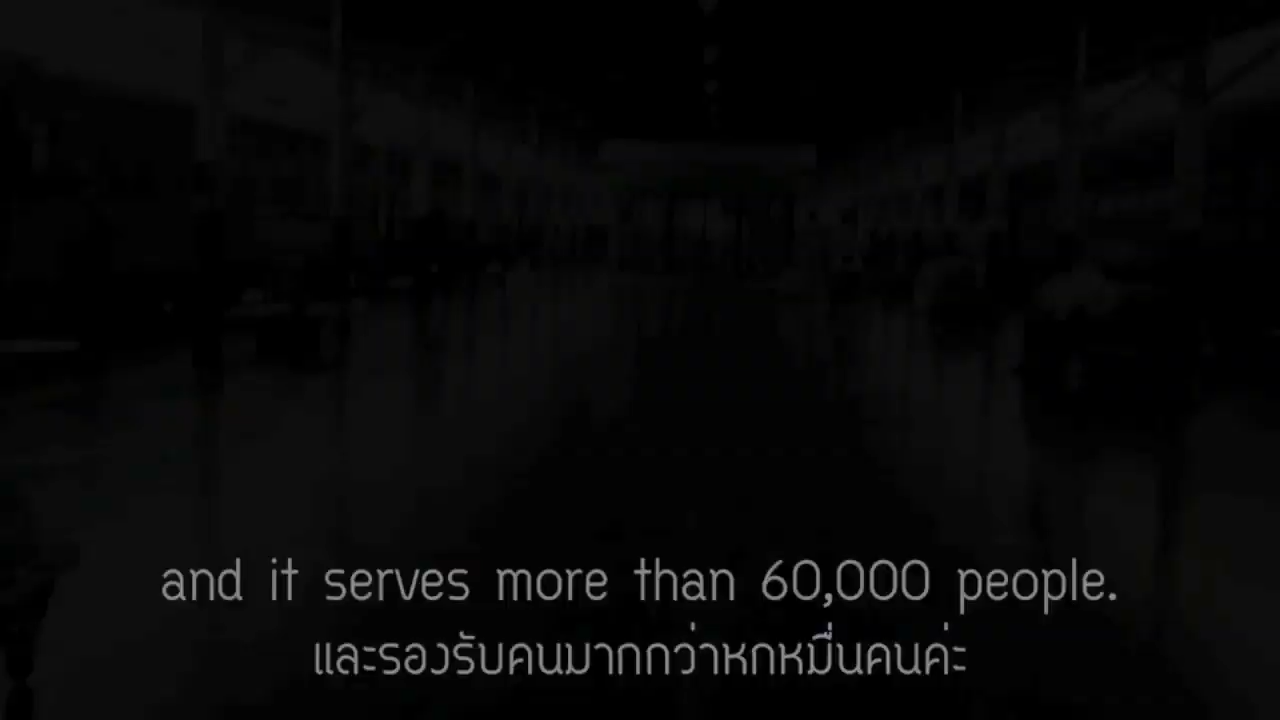 and it serves more than 60,000 people.
และรองรับคนมากกว่าหกหมื่นคนค่ะ